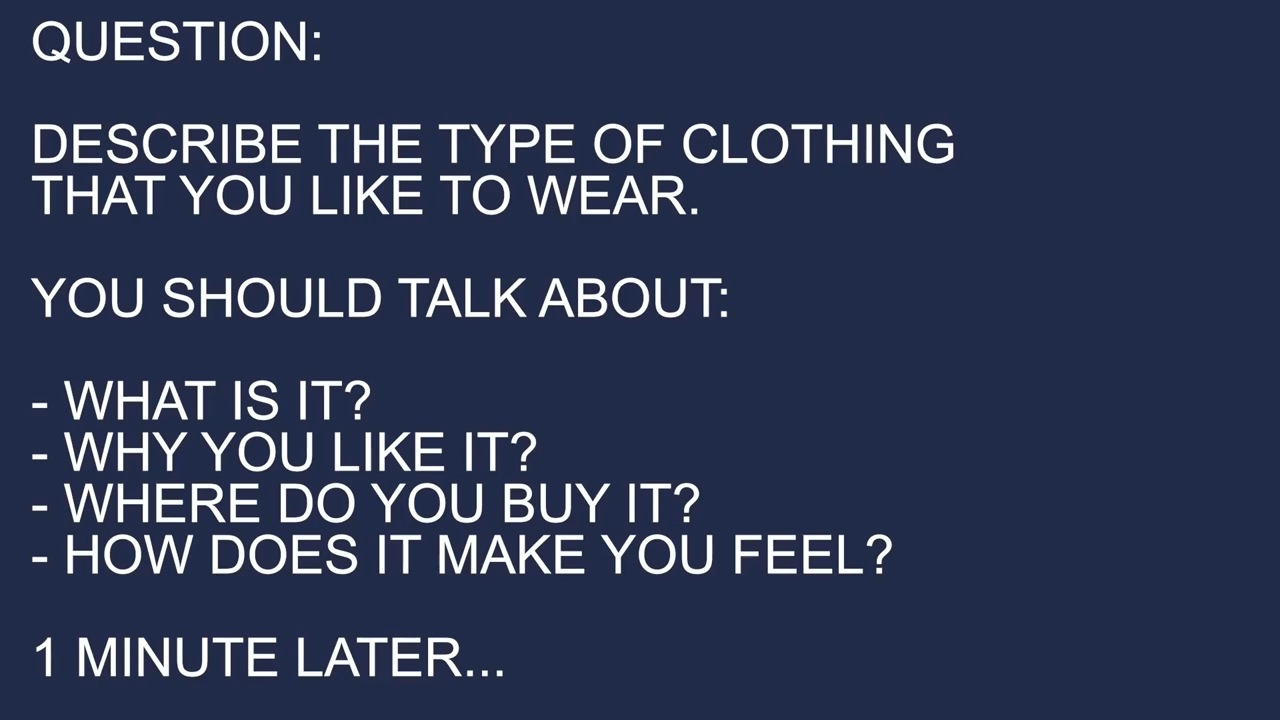 QUESTION:
DESCRIBE THE TYPE OF CLOTHING
THAT YOU LIKE TO WEAR.
YOU SHOULD TALK ABOUT:
- WHAT IS IT?
- WHY YOU LIKE IT?
- WHERE DO YOU BUY IT?
- HOW DOES IT MAKE YOU FEEL?
1 MINUTE LATER...